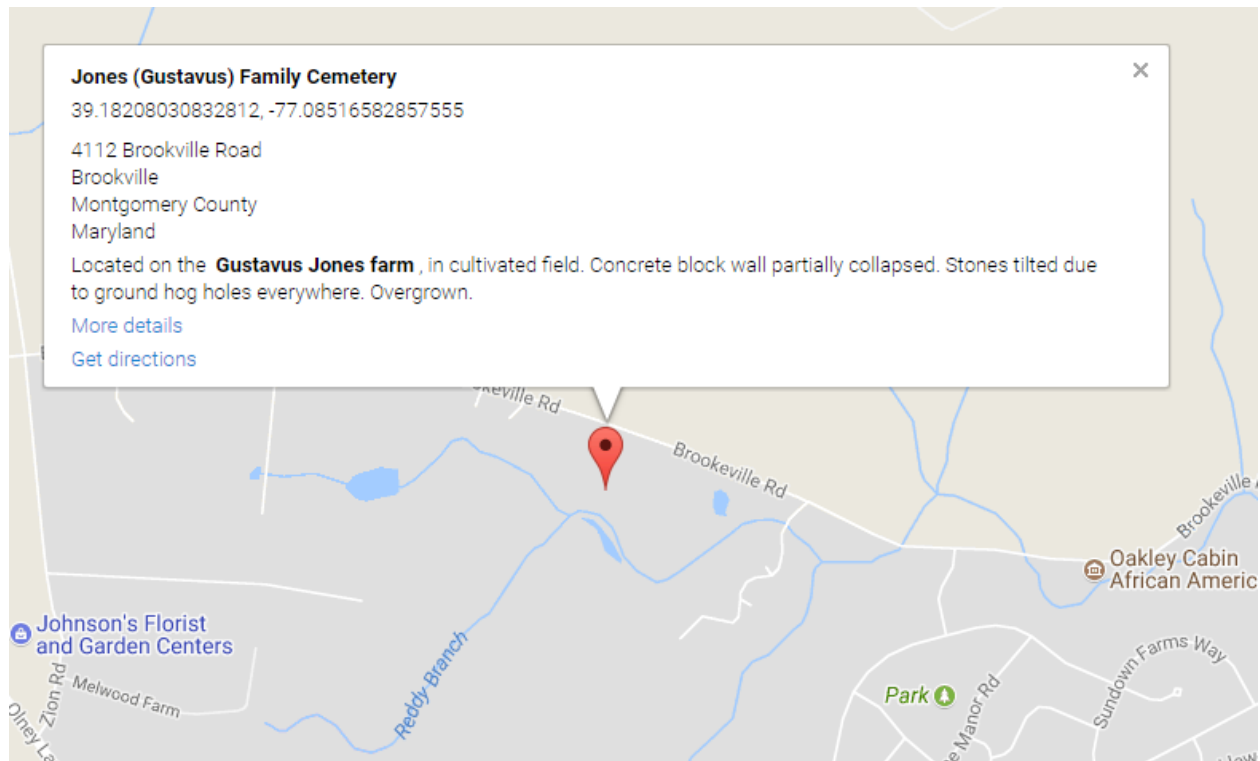 Jones (Gustavus) Family Cemetery
39.18208030832812, -77.08516582857555
4112 Brookville Road
Brookville
Montgomery County
Maryland
Located on the Gustavus Jones farm , in cultivated field. Concrete block wall partially collapsed. Stones tilted due
to ground hog holes everywhere. Overgrown.
More details
Get directions
Rd
Brookeville Rd
Brookeville
Oakley Cabin
African Americ
Johnson's Florist
and Garden Centers
Zion Rd
Melwood Farm
Olney
Reddy Branch
Park
Manor Rd
Sundown Farms Way